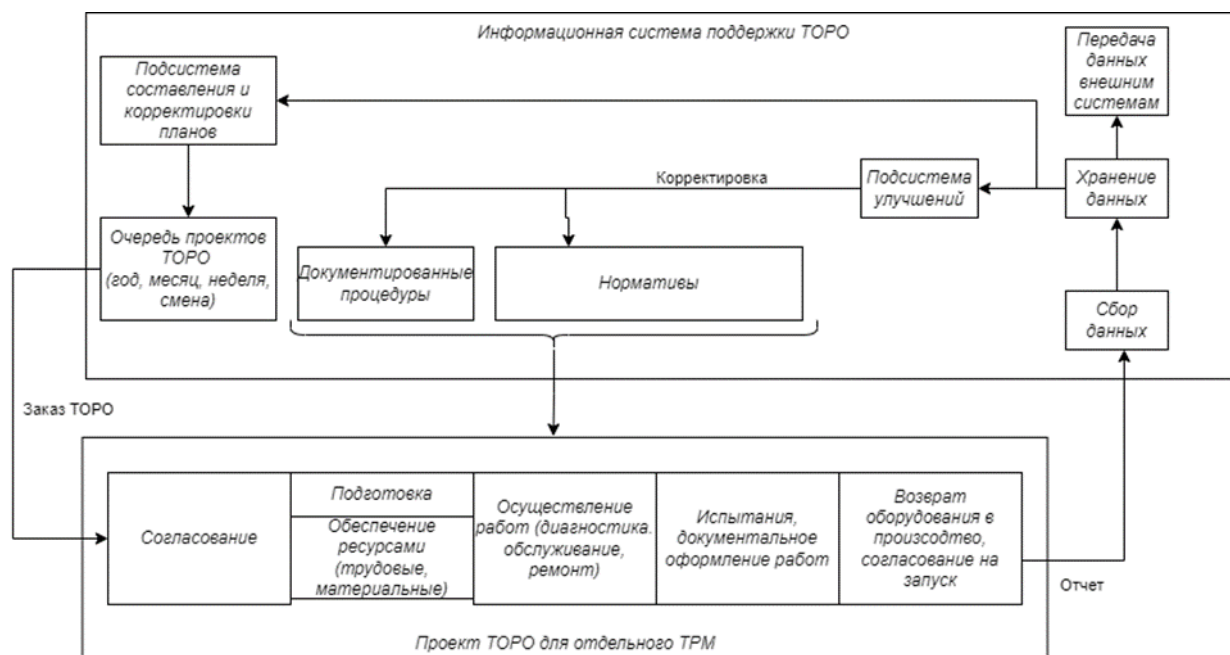 Информационная система поддержки ТОРО
Подсистема
составления и
корректировки
планов
Передача
данных
внешним
системам
Корректировка
Подсистема
улучшений
Хранение
данных
Очередь проектов
ТОРО
(год, месяц, неделя,
смена)
Документированные
процедуры
Нормативы
Сбор
данных
Заказ ТОРО
Согласование
Подготовка
Обеспечение
ресурсами
(трудовые,
материальные)
Осуществление
работ (диагностика.
обслуживание,
ремонт)
Испытания,
документальное
оформление работ
Возврат
оборудования в
произсодтво,
согласование на
запуск
Отчет
Проект ТОРО для отдельного ТРМ